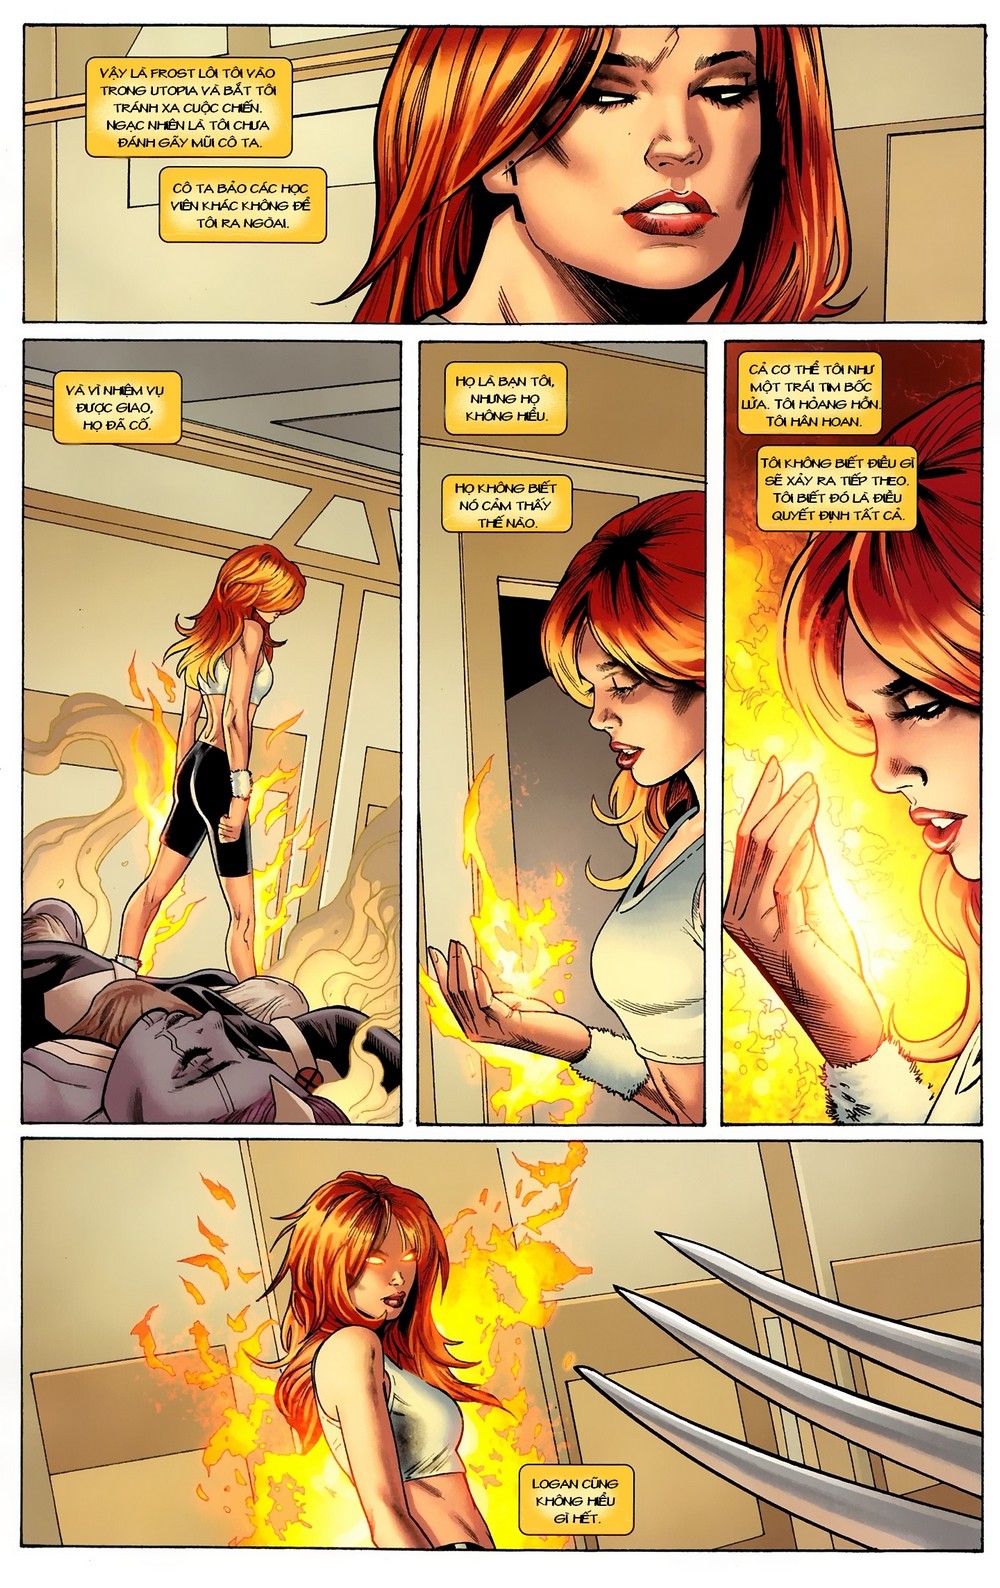 VẬY LÀ FROST LÔI TÔI VÀO
TRONG UTOPIA VÀ BẮT TÔI
TRÁNH XA CUỘC CHIẾN.
NGẠC NHIÊN LÀ TÔI CHƯA
ĐÁNH GÃY MŨI CÔ TA.
CÔ TA BẢO CÁC HỌC
VIÊN KHÁC KHÔNG ĐỂ
TÔI RA NGOÀI.
VÀ VÌ NHIỆM VỤ
ĐƯỢC GIAO,
HỌ ĐÃ CỐ.
HỌ LÀ BẠN TÔI,
NHƯNG HỌ
KHÔNG HIỂU.
HỌ KHÔNG BIẾT
NÓ CẢM THẤY
THẾ NÀO.
CẢ CƠ THỂ TÔI NHƯ
MỘT TRÁI TIM BỐC
LỬA. TÔI HOẢNG HỐN.
TÔI HÂN HOAN.
TÔI KHÔNG BIẾT ĐIỀU GÌ
SẼ XẢY RA TIẾP THEO.
TÔI BIẾT ĐÓ LÀ ĐIỀU
QUYẾT ĐỊNH TẤT CẢ.
LOGAN CŨNG
KHÔNG HIỂU
GÌ HẾT.